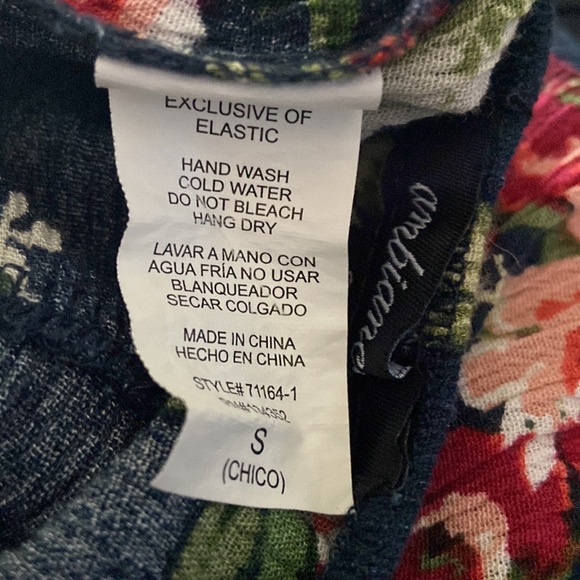 EXCLUSIVE OF
ELASTIC
HAND WASH
COLD WATER
DO NOT BLEACH
HANG DRY
LAVAR A MANO CON
AGUA FRÍA NO USAR
BLANQUEADOR
SECAR COLGADO
MADE IN CHINA
HECHO EN CHINA
STYLE# 71164-1
S
(CHICO)